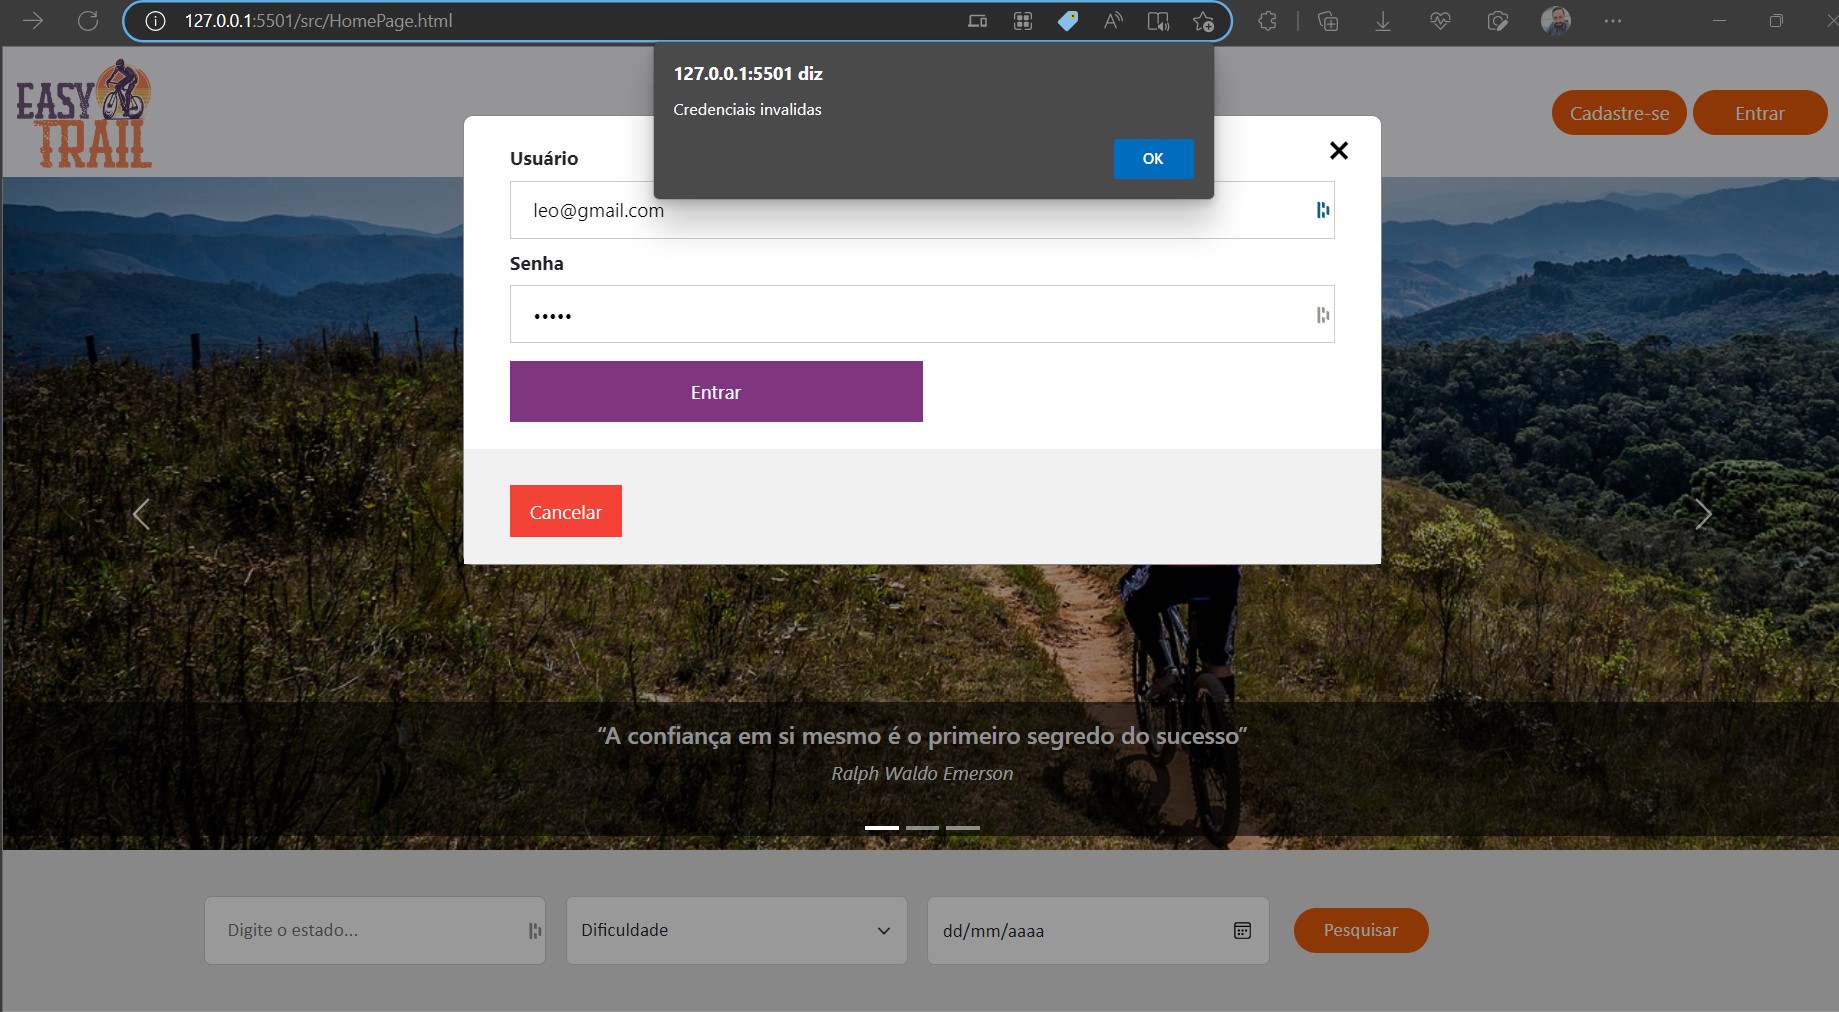 127.0.0.1:5501/src/HomePage.html
127.0.0.1:5501 diz
Credenciais invalidas
OK
EASY
TRAIL
Cadastre-se
Entrar
Usuário
leo@gmail.com
Senha
•••••
Entrar
Cancelar
“A confiança em si mesmo é o primeiro segredo do sucesso”
Ralph Waldo Emerson
Digite o estado...
Dificuldade
dd/mm/aaaa
Pesquisar